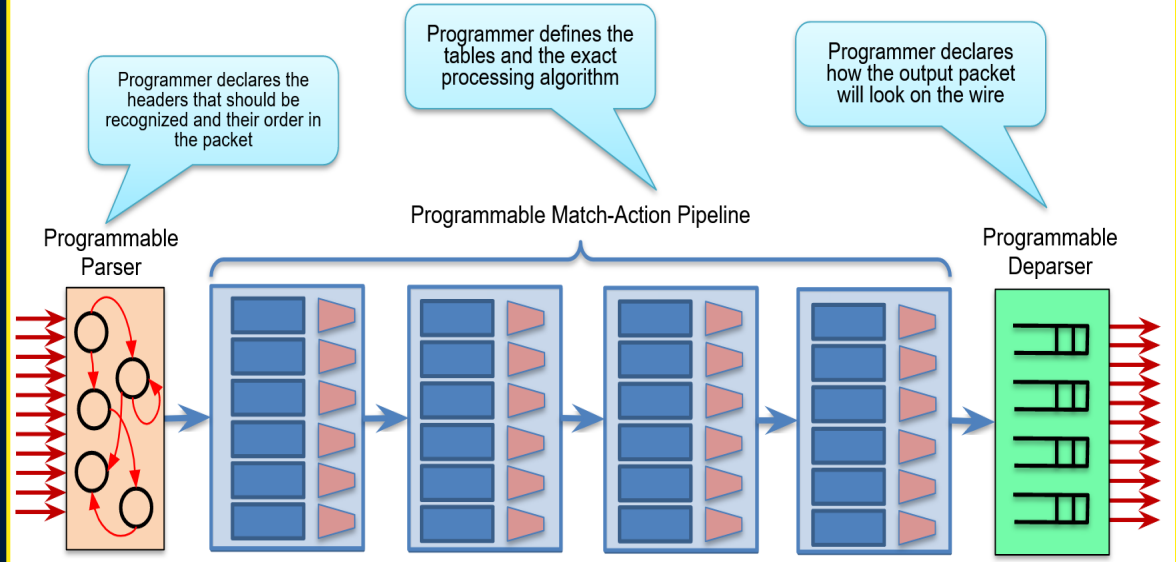 Programmer declares the
headers that should be
recognized and their order in
the packet
Programmer defines the
tables and the exact
processing algorithm
Programmer declares
how the output packet
will look on the wire
Programmable Match-Action Pipeline
Programmable
Parser
Programmable
Deparser